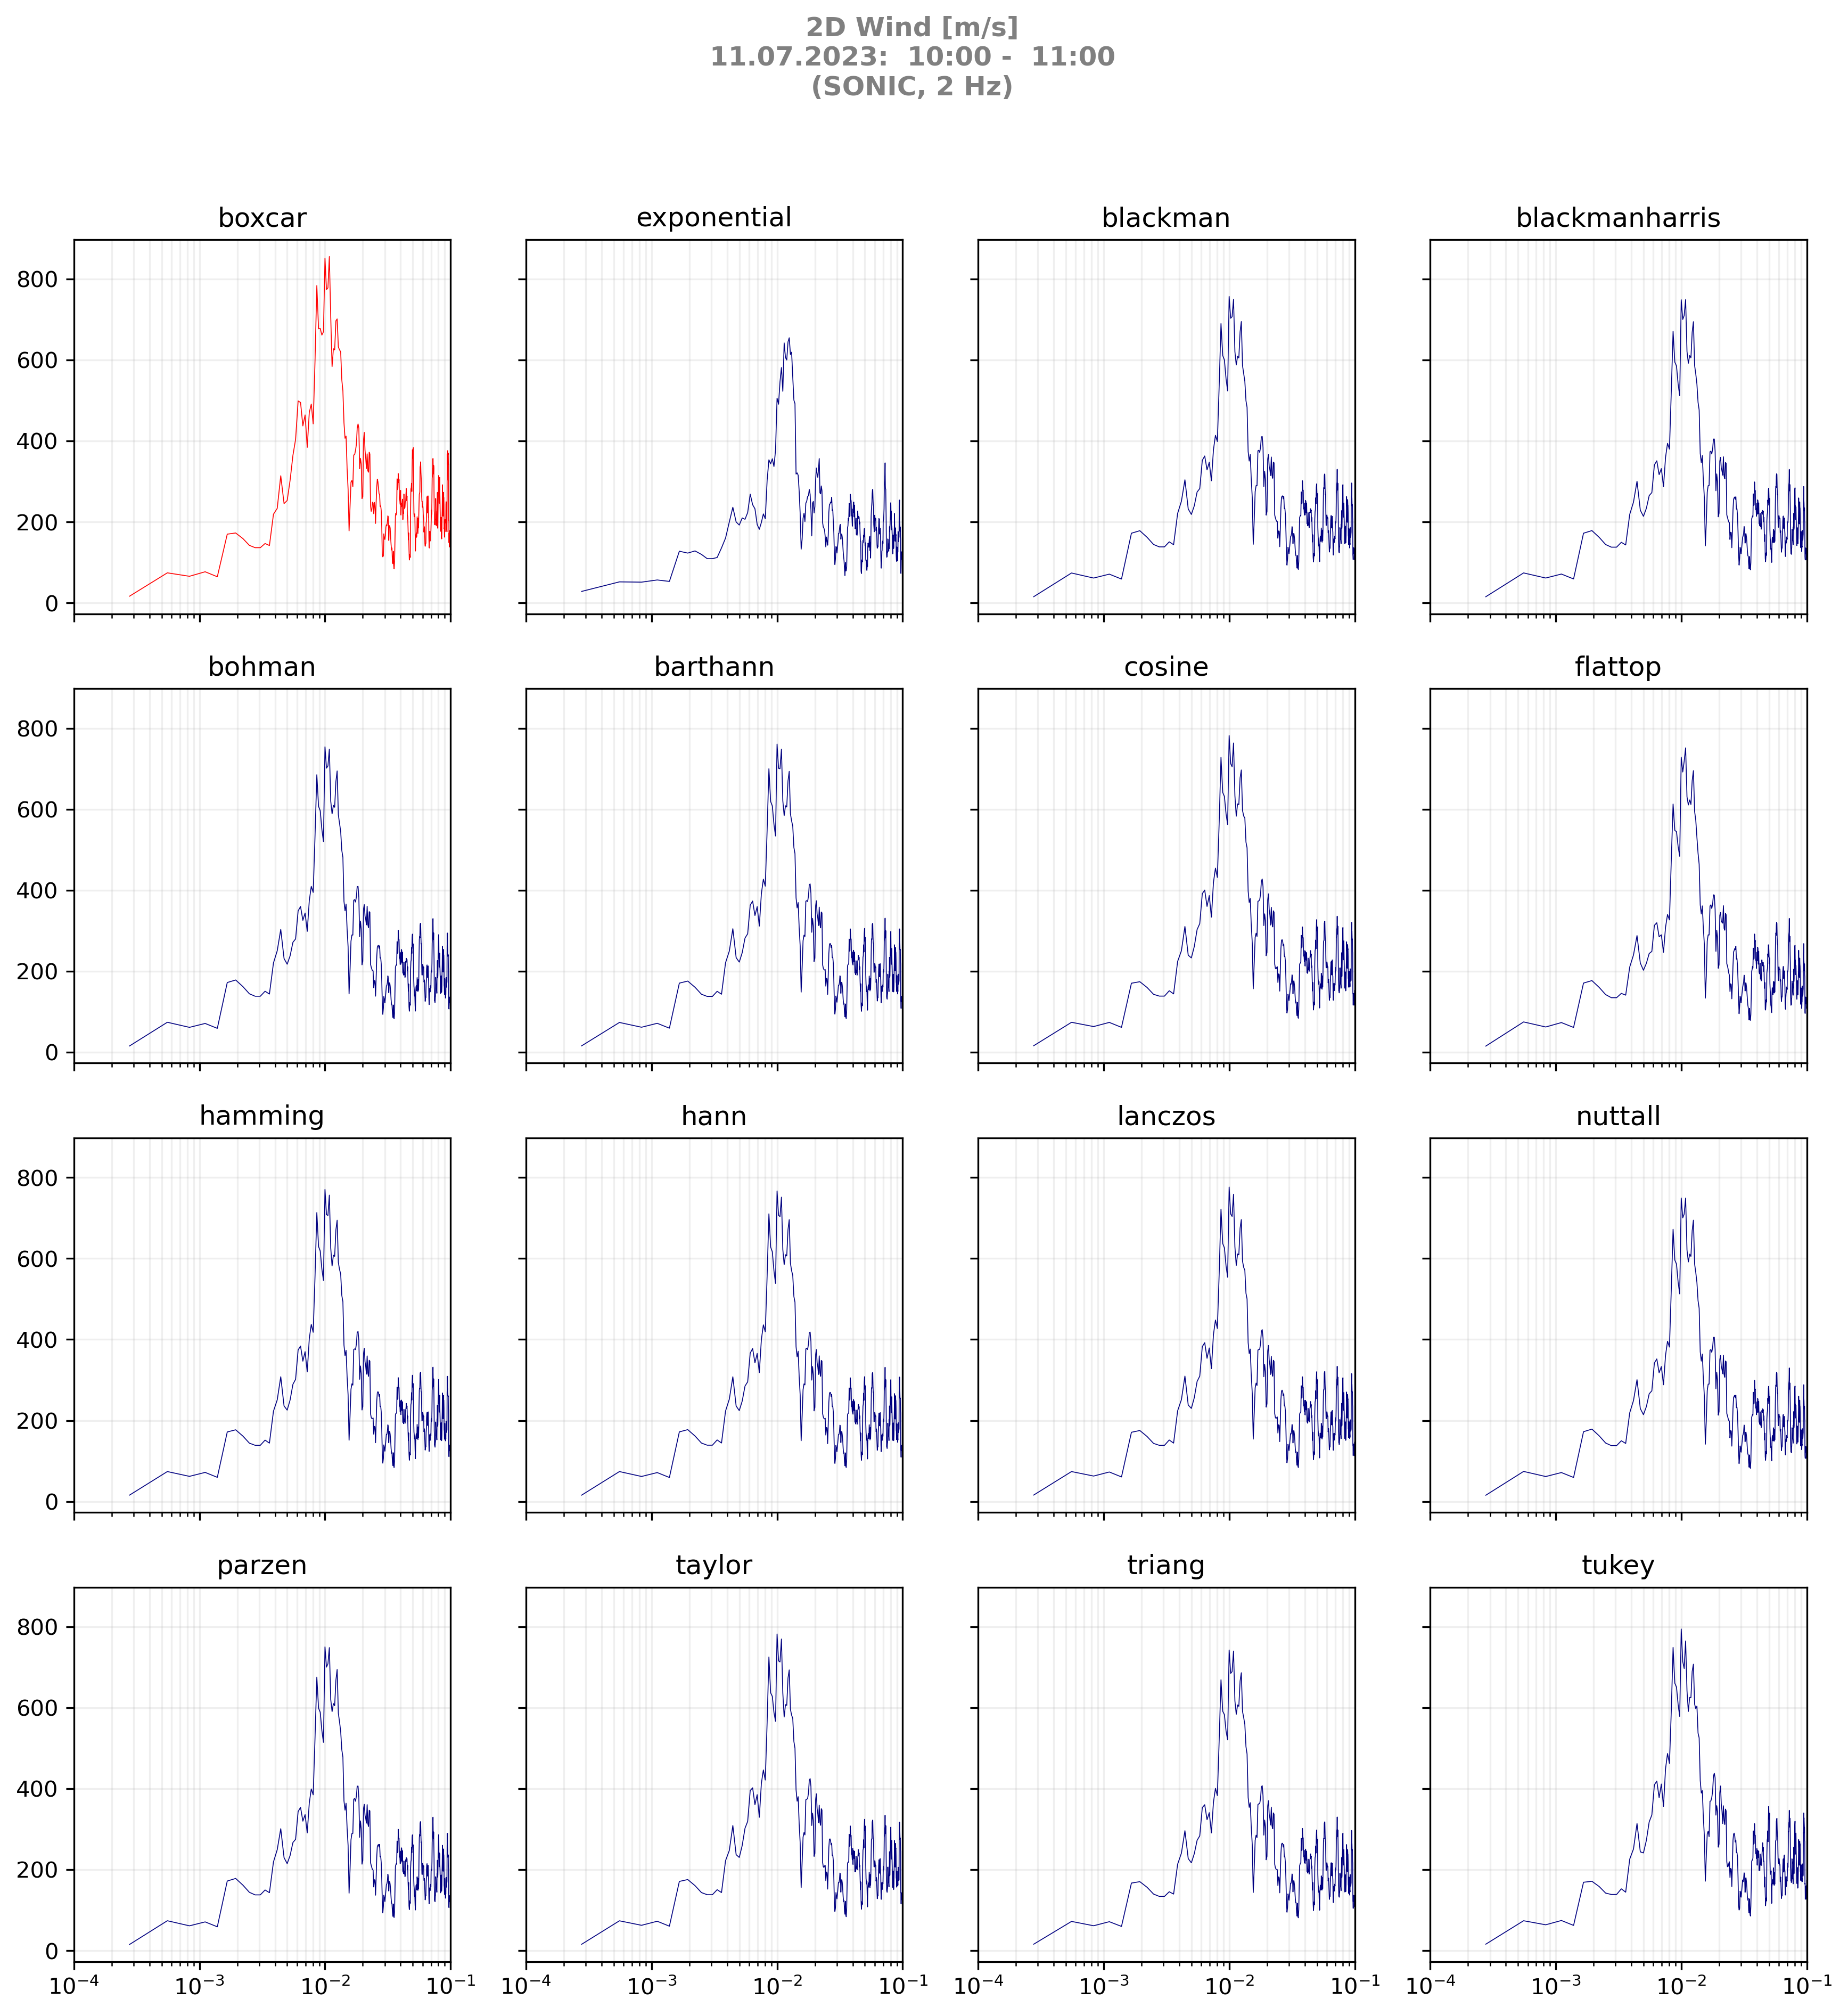 2D Wind [m/s]
11.07.2023:  10:00 -  11:00
(SONIC, 2 Hz)
boxcar exponential blackman blackmanharris
800
600
400
200
0
bohman barthann cosine flattop
800
600
400
200
0
hamming hann lanczos nuttall
800
600
400
200
0
parzen taylor triang tukey
800
600
400
200
0
10⁻⁴ 10⁻³ 10⁻² 10⁻¹ 10⁻⁴ 10⁻³ 10⁻² 10⁻¹ 10⁻⁴ 10⁻³ 10⁻² 10⁻¹ 10⁻⁴ 10⁻³ 10⁻² 10⁻¹